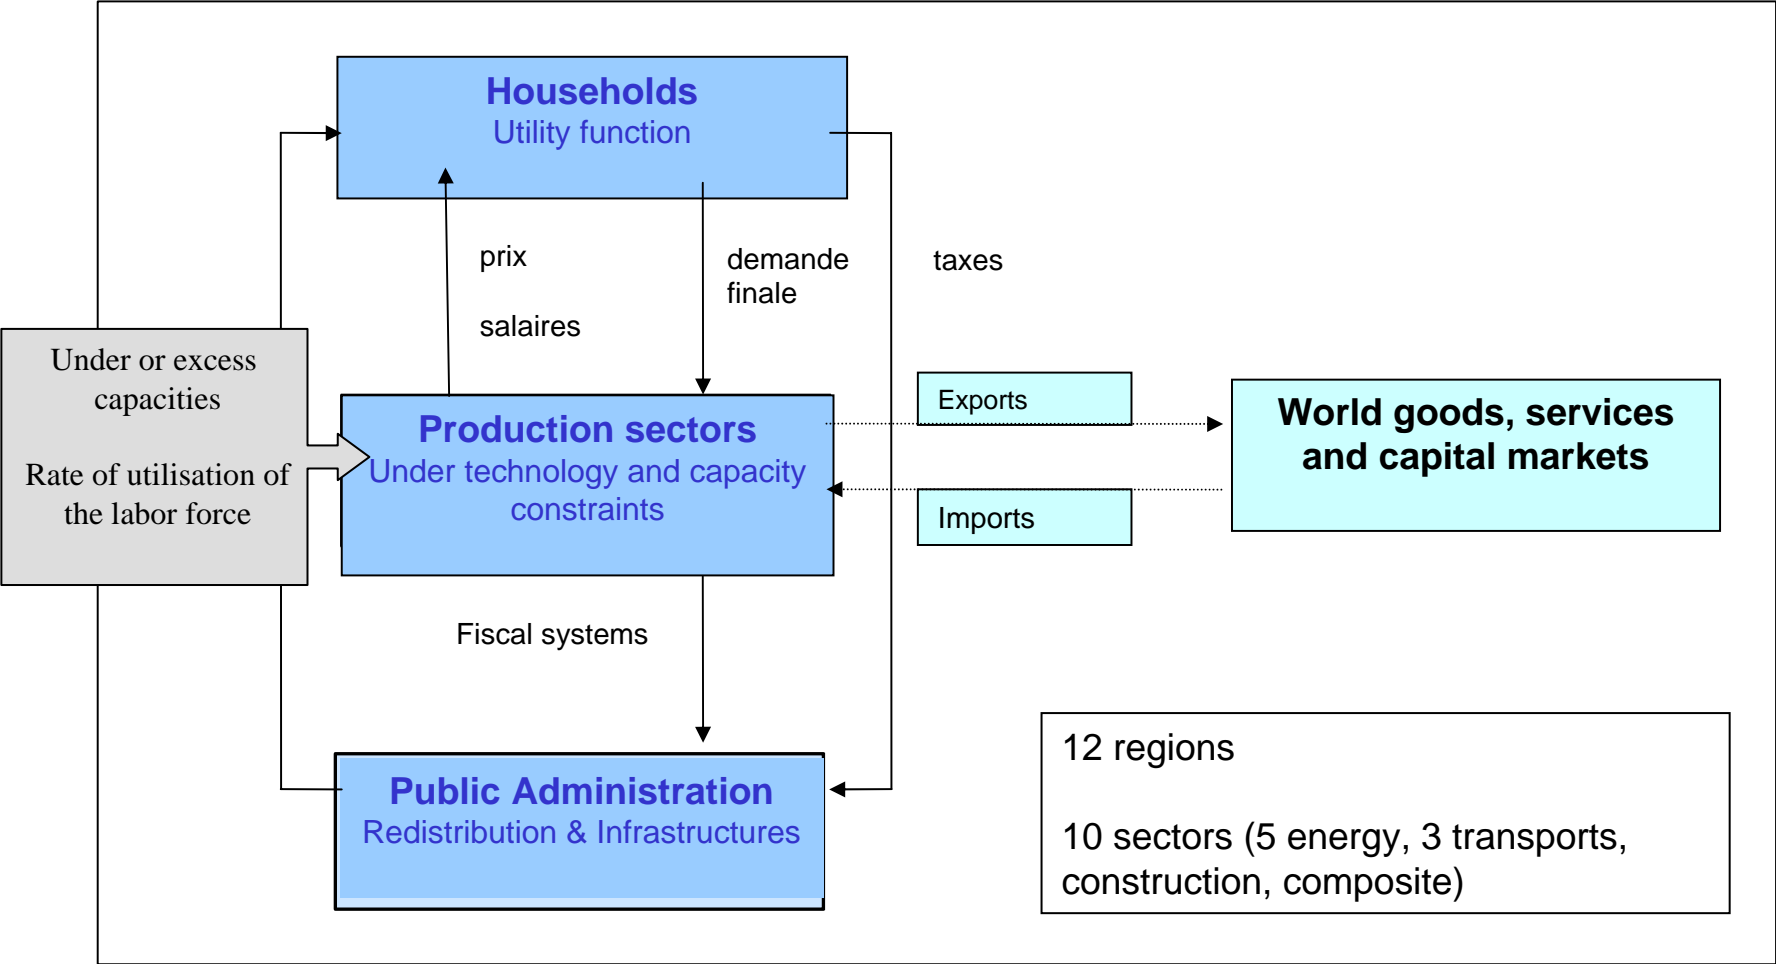 Households
Utility function
prix
salaires
demande
finale
taxes
Under or excess
capacities
Rate of utilisation of
the labor force
Production sectors
Under technology and capacity
constraints
Exports
Imports
World goods, services
and capital markets
Fiscal systems
Public Administration
Redistribution & Infrastructures
12 regions
10 sectors (5 energy, 3 transports,
construction, composite)